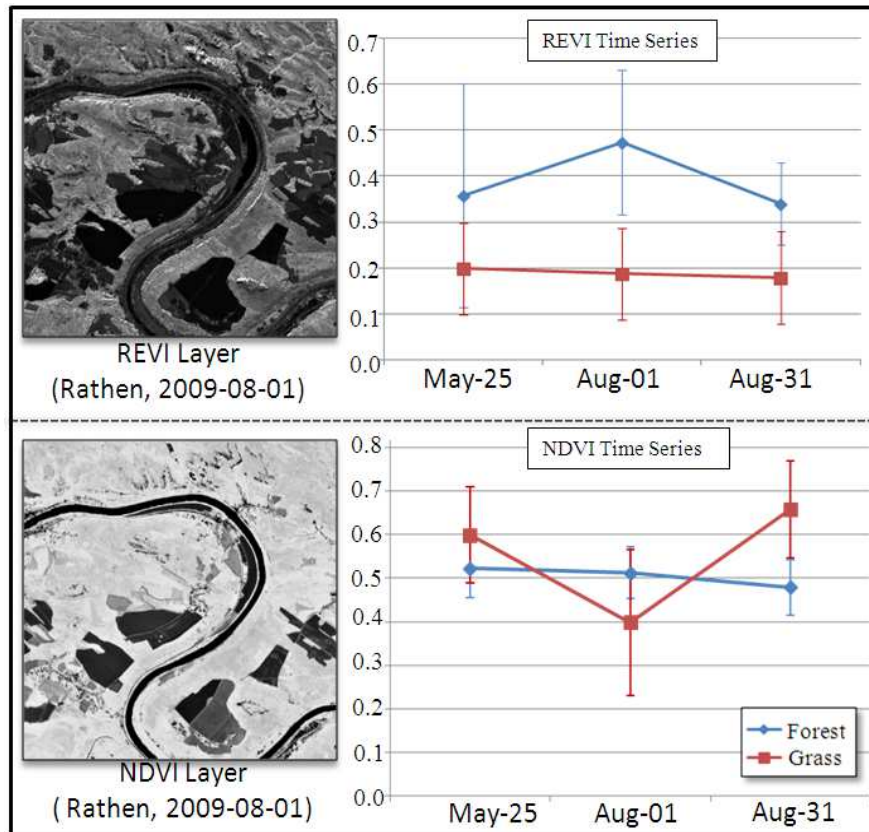 REVI Time Series
0.7
0.6
0.5
0.4
0.3
0.2
0.1
0.0
May-25 Aug-01 Aug-31
REVI Layer
(Rathen, 2009-08-01)
NDVI Time Series
0.8
0.7
0.6
0.5
0.4
0.3
0.2
0.1
0.0
May-25 Aug-01 Aug-31
Forest
Grass
NDVI Layer
( Rathen, 2009-08-01)